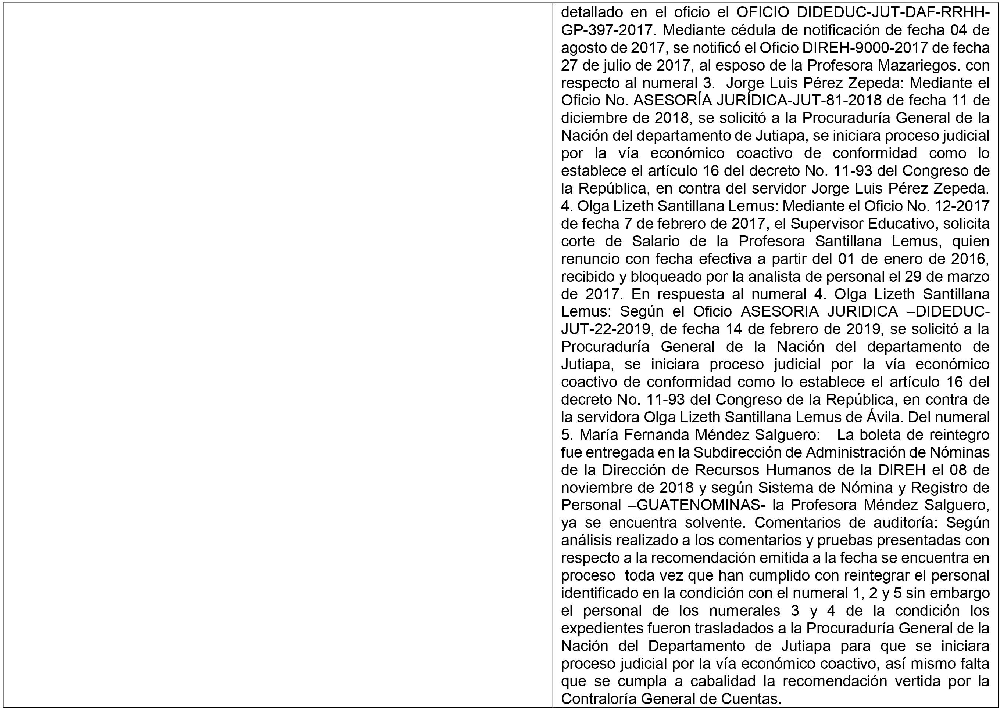 detallado en el oficio el OFICIO DIDEDUC-JUT-DAF-RRHH-
GP-397-2017. Mediante cédula de notificación de fecha 04 de
agosto de 2017, se notificó el Oficio DIREH-9000-2017 de fecha
27 de julio de 2017, al esposo de la Profesora Mazariegos. con
respecto al numeral 3.  Jorge Luis Pérez Zepeda: Mediante el
Oficio No. ASESORÍA JURÍDICA-JUT-81-2018 de fecha 11 de
diciembre de 2018, se solicitó a la Procuraduría General de la
Nación del departamento de Jutiapa, se iniciara proceso judicial
por la vía económico coactivo de conformidad como lo
establece el artículo 16 del decreto No. 11-93 del Congreso de
la República, en contra del servidor Jorge Luis Pérez Zepeda.
4. Olga Lizeth Santillana Lemus: Mediante el Oficio No. 12-2017
de fecha 7 de febrero de 2017, el Supervisor Educativo, solicita
corte de Salario de la Profesora Santillana Lemus, quien
renuncio con fecha efectiva a partir del 01 de enero de 2016,
recibido y bloqueado por la analista de personal el 29 de marzo
de 2017. En respuesta al numeral 4. Olga Lizeth Santillana
Lemus: Según el Oficio ASESORIA JURIDICA –DIDEDUC-
JUT-22-2019, de fecha 14 de febrero de 2019, se solicitó a la
Procuraduría General de la Nación del departamento de
Jutiapa, se iniciara proceso judicial por la vía económico
coactivo de conformidad como lo establece el artículo 16 del
decreto No. 11-93 del Congreso de la República, en contra de
la servidora Olga Lizeth Santillana Lemus de Ávila. Del numeral
5. María Fernanda Méndez Salguero:   La boleta de reintegro
fue entregada en la Subdirección de Administración de Nóminas
de la Dirección de Recursos Humanos de la DIREH el 08 de
noviembre de 2018 y según Sistema de Nómina y Registro de
Personal –GUATENOMINAS- la Profesora Méndez Salguero,
ya se encuentra solvente. Comentarios de auditoría: Según
análisis realizado a los comentarios y pruebas presentadas con
respecto a la recomendación emitida a la fecha se encuentra en
proceso  toda vez que han cumplido con reintegrar el personal
identificado en la condición con el numeral 1, 2 y 5 sin embargo
el personal de los numerales 3 y 4 de la condición los
expedientes fueron trasladados a la Procuraduría General de la
Nación del Departamento de Jutiapa para que se iniciara
proceso judicial por la vía económico coactivo, así mismo falta
que se cumpla a cabalidad la recomendación vertida por la
Contraloría General de Cuentas.